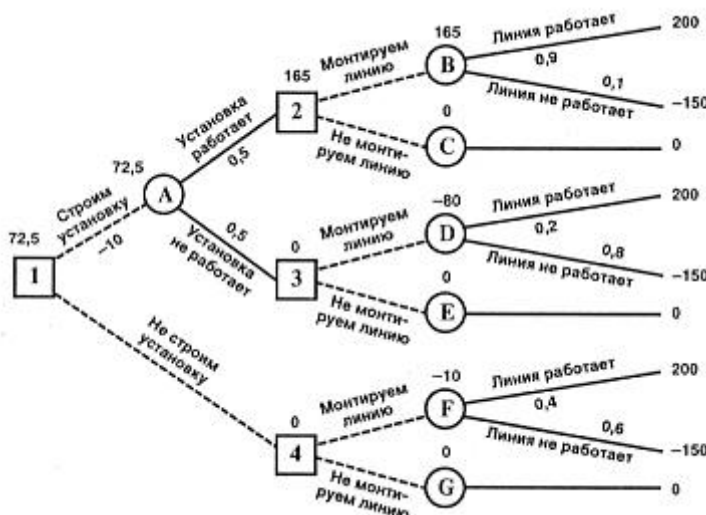 72,5
1
Строим
установку
–10
Не строим
установку
72,5
A
Установка
работает
0,5
0,5
Установка
не работает
165
2
Монтируем
линию
Не монти-
руем линию
165
B
Линия работает
0,9
200
0,1
Линия не работает
–150
0
C
0
0
3
Монтируем
линию
Не монти-
руем линию
–80
D
Линия работает
0,2
200
0,8
Линия не работает
–150
0
E
0
0
4
Монтируем
линию
Не монти-
руем линию
–10
F
Линия работает
0,4
200
0,6
Линия не работает
–150
0
G
0